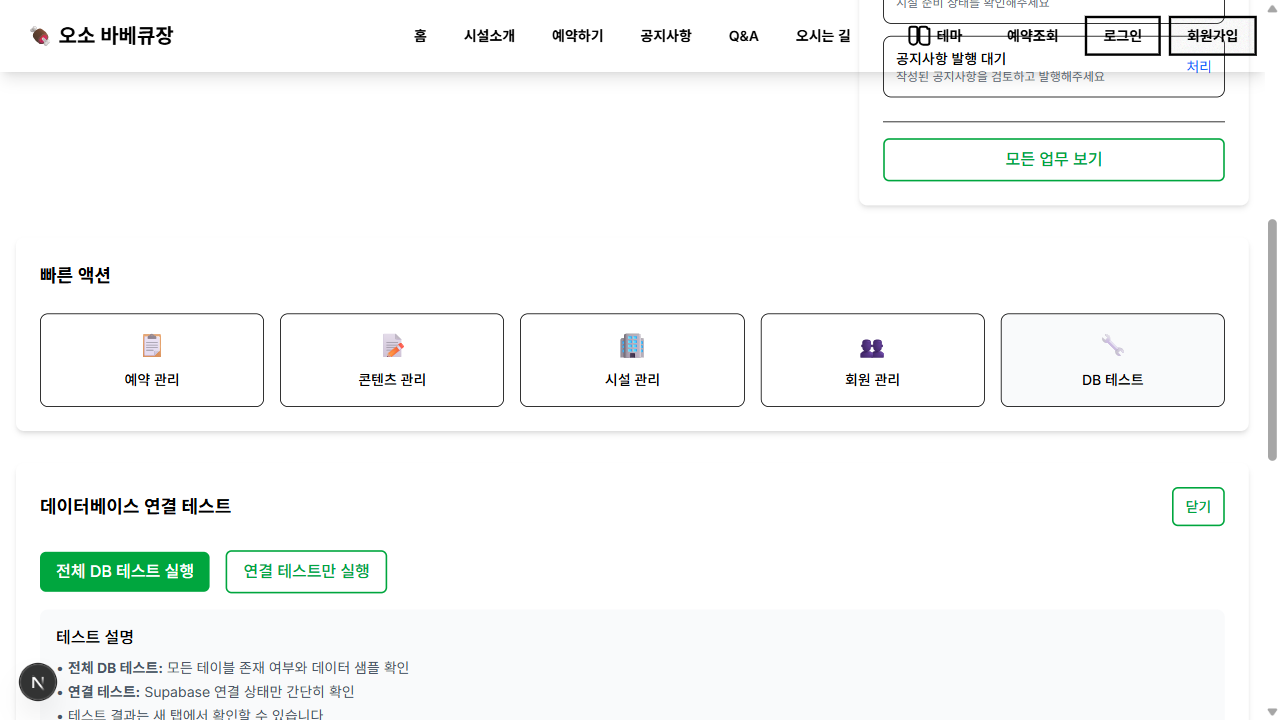 오소 바베큐장
홈 시설소개 예약하기 공지사항 Q&A 오시는 길 테마 예약조회 로그인 회원가입
시설 준비 상태를 확인해주세요
공지사항 발행 대기
처리
작성된 공지사항을 검토하고 발행해주세요
모든 업무 보기
빠른 액션
예약 관리 콘텐츠 관리 시설 관리 회원 관리 DB 테스트
데이터베이스 연결 테스트
닫기
전체 DB 테스트 실행 연결 테스트만 실행
테스트 설명
• 전체 DB 테스트: 모든 테이블 존재 여부와 데이터 샘플 확인
N
• 연결 테스트: Supabase 연결 상태만 간단히 확인
• 테스트 결과는 새 탭에서 확인할 수 있습니다